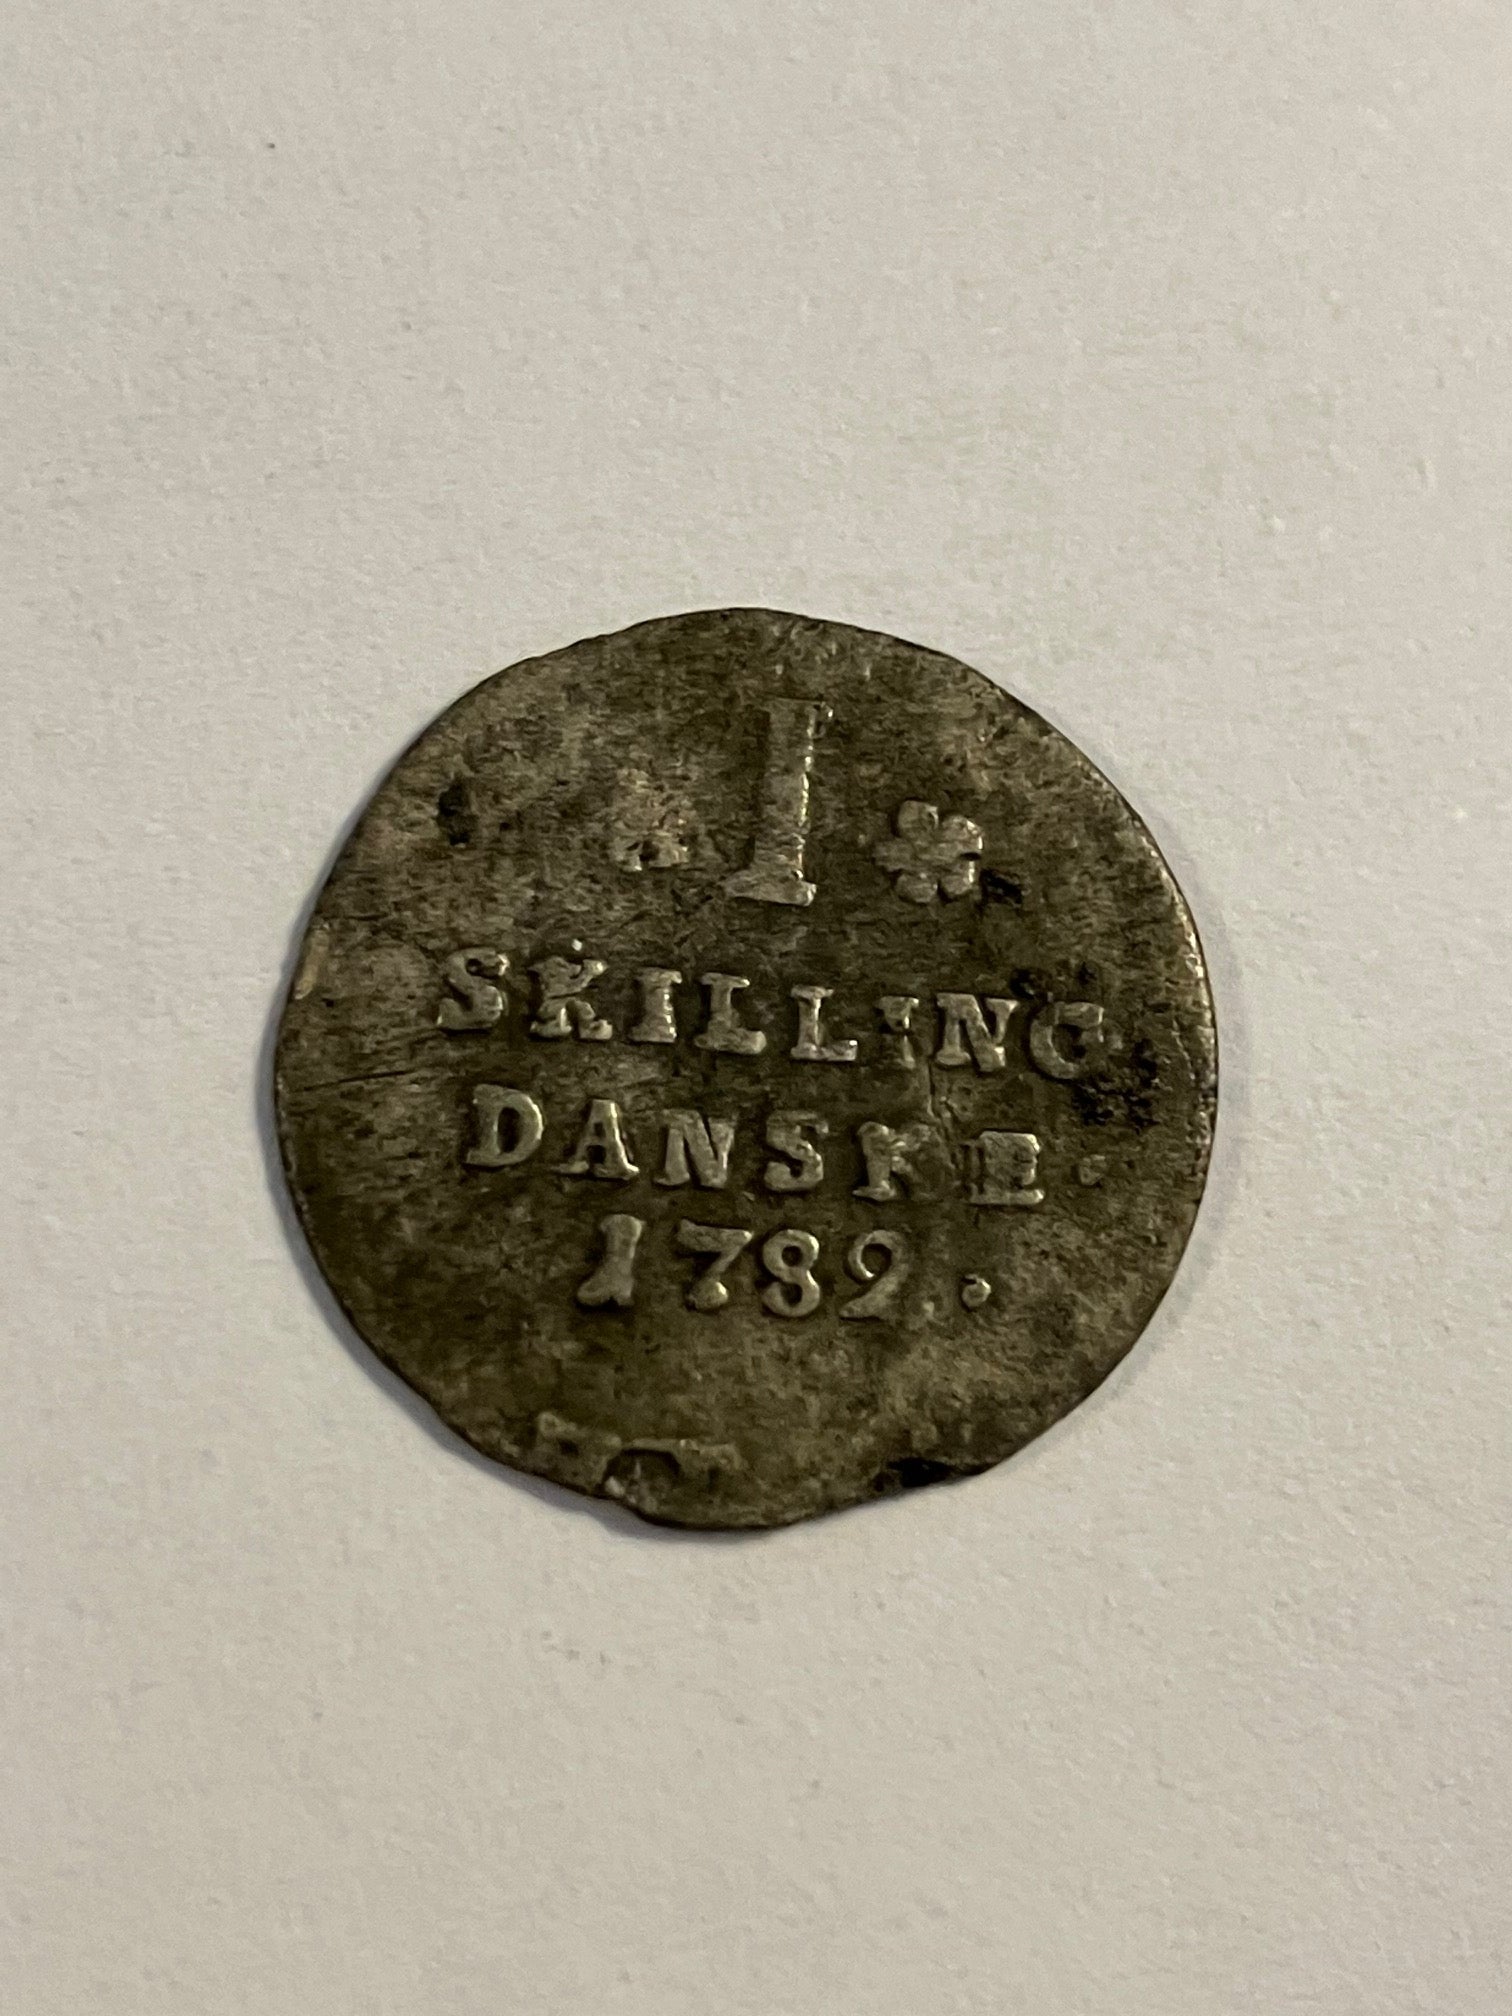 1
SKILLING
DANSKE.
1782.